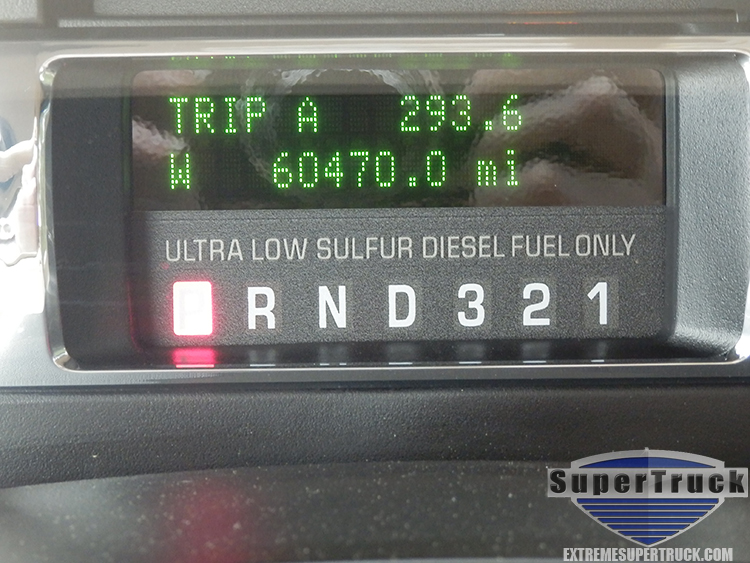 TRIP A 293.6
W 60470.0 mi
ULTRA LOW SULFUR DIESEL FUEL ONLY
R N D 3 2 1
SuperTruck
EXTREMESUPERTRUCK.COM